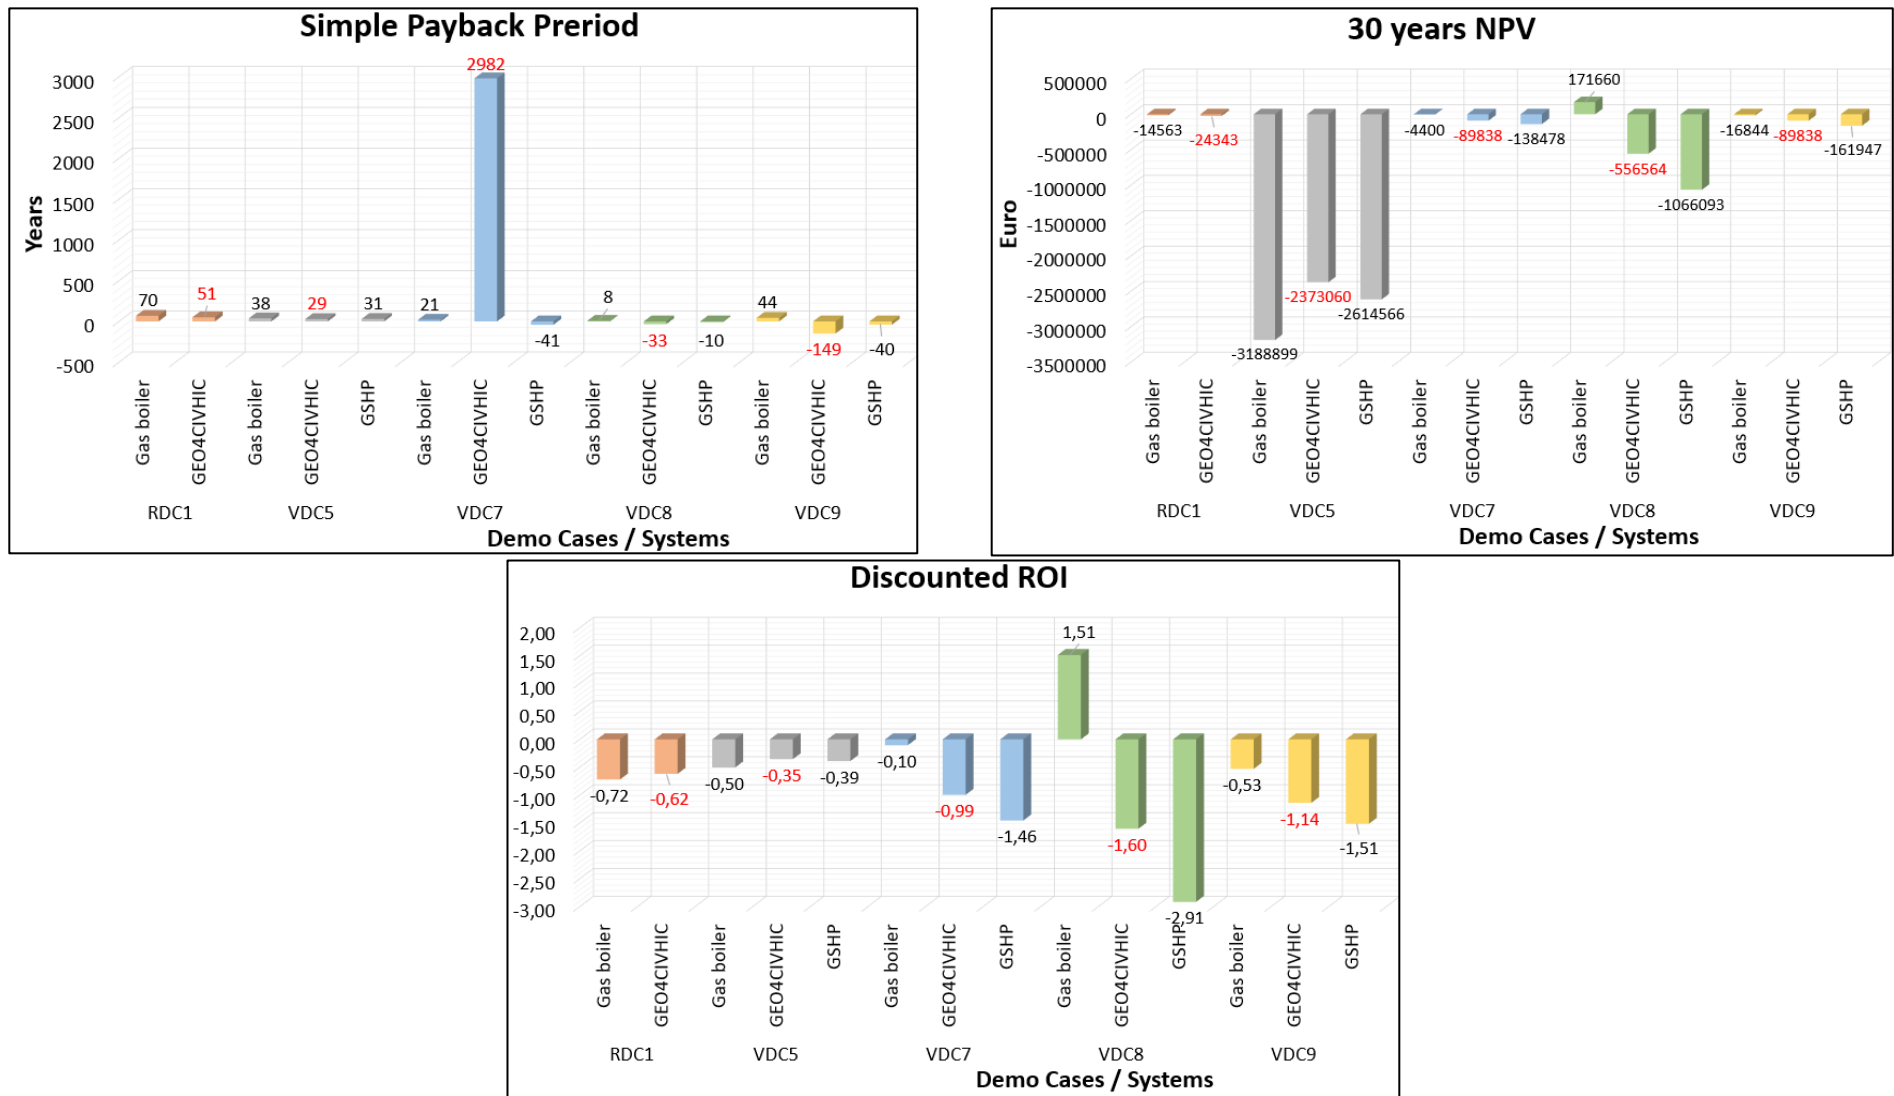 Simple Payback Preriod
2982
3000
2500
2000
1500
1000
500
0
-500
Years
70
51
38
29
31
21
-41
8
-33
-10
44
-149
-40
Gas boiler
GEO4CIVHIC
Gas boiler
GEO4CIVHIC
GSHP
Gas boiler
GEO4CIVHIC
GSHP
Gas boiler
GEO4CIVHIC
GSHP
Gas boiler
GEO4CIVHIC
GSHP
RDC1 VDC5 VDC7 VDC8 VDC9
Demo Cases / Systems
30 years NPV
500000
0
-500000
-1000000
-1500000
-2000000
-2500000
-3000000
-3500000
Euro
-14563
-24343
-3188899
-2373060
-2614566
-4400
-89838
-138478
171660
-556564
-1066093
-16844
-89838
-161947
Gas boiler
GEO4CIVHIC
Gas boiler
GEO4CIVHIC
GSHP
Gas boiler
GEO4CIVHIC
GSHP
Gas boiler
GEO4CIVHIC
GSHP
Gas boiler
GEO4CIVHIC
GSHP
RDC1 VDC5 VDC7 VDC8 VDC9
Demo Cases / Systems
Discounted ROI
2,00
1,50
1,00
0,50
0,00
-0,50
-1,00
-1,50
-2,00
-2,50
-3,00
-0,72
-0,62
-0,50
-0,35
-0,39
-0,10
-0,99
-1,46
1,51
-1,60
-2,91
-0,53
-1,14
-1,51
Gas boiler
GEO4CIVHIC
Gas boiler
GEO4CIVHIC
GSHP
Gas boiler
GEO4CIVHIC
GSHP
Gas boiler
GEO4CIVHIC
GSHP
Gas boiler
GEO4CIVHIC
GSHP
RDC1 VDC5 VDC7 VDC8 VDC9
Demo Cases / Systems